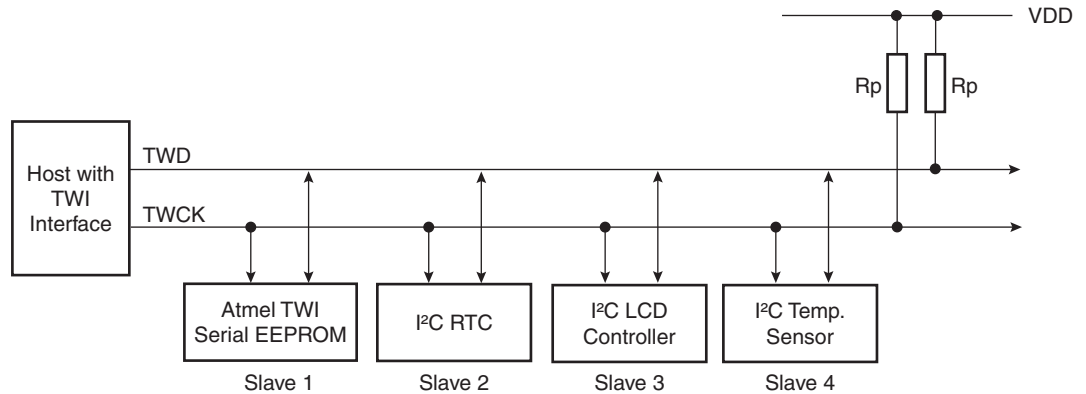 VDD
Rp
Rp
Host with
TWI
Interface
TWD
TWCK
Atmel TWI
Serial EEPROM
I²C RTC
I²C LCD
Controller
I²C Temp.
Sensor
Slave 1
Slave 2
Slave 3
Slave 4